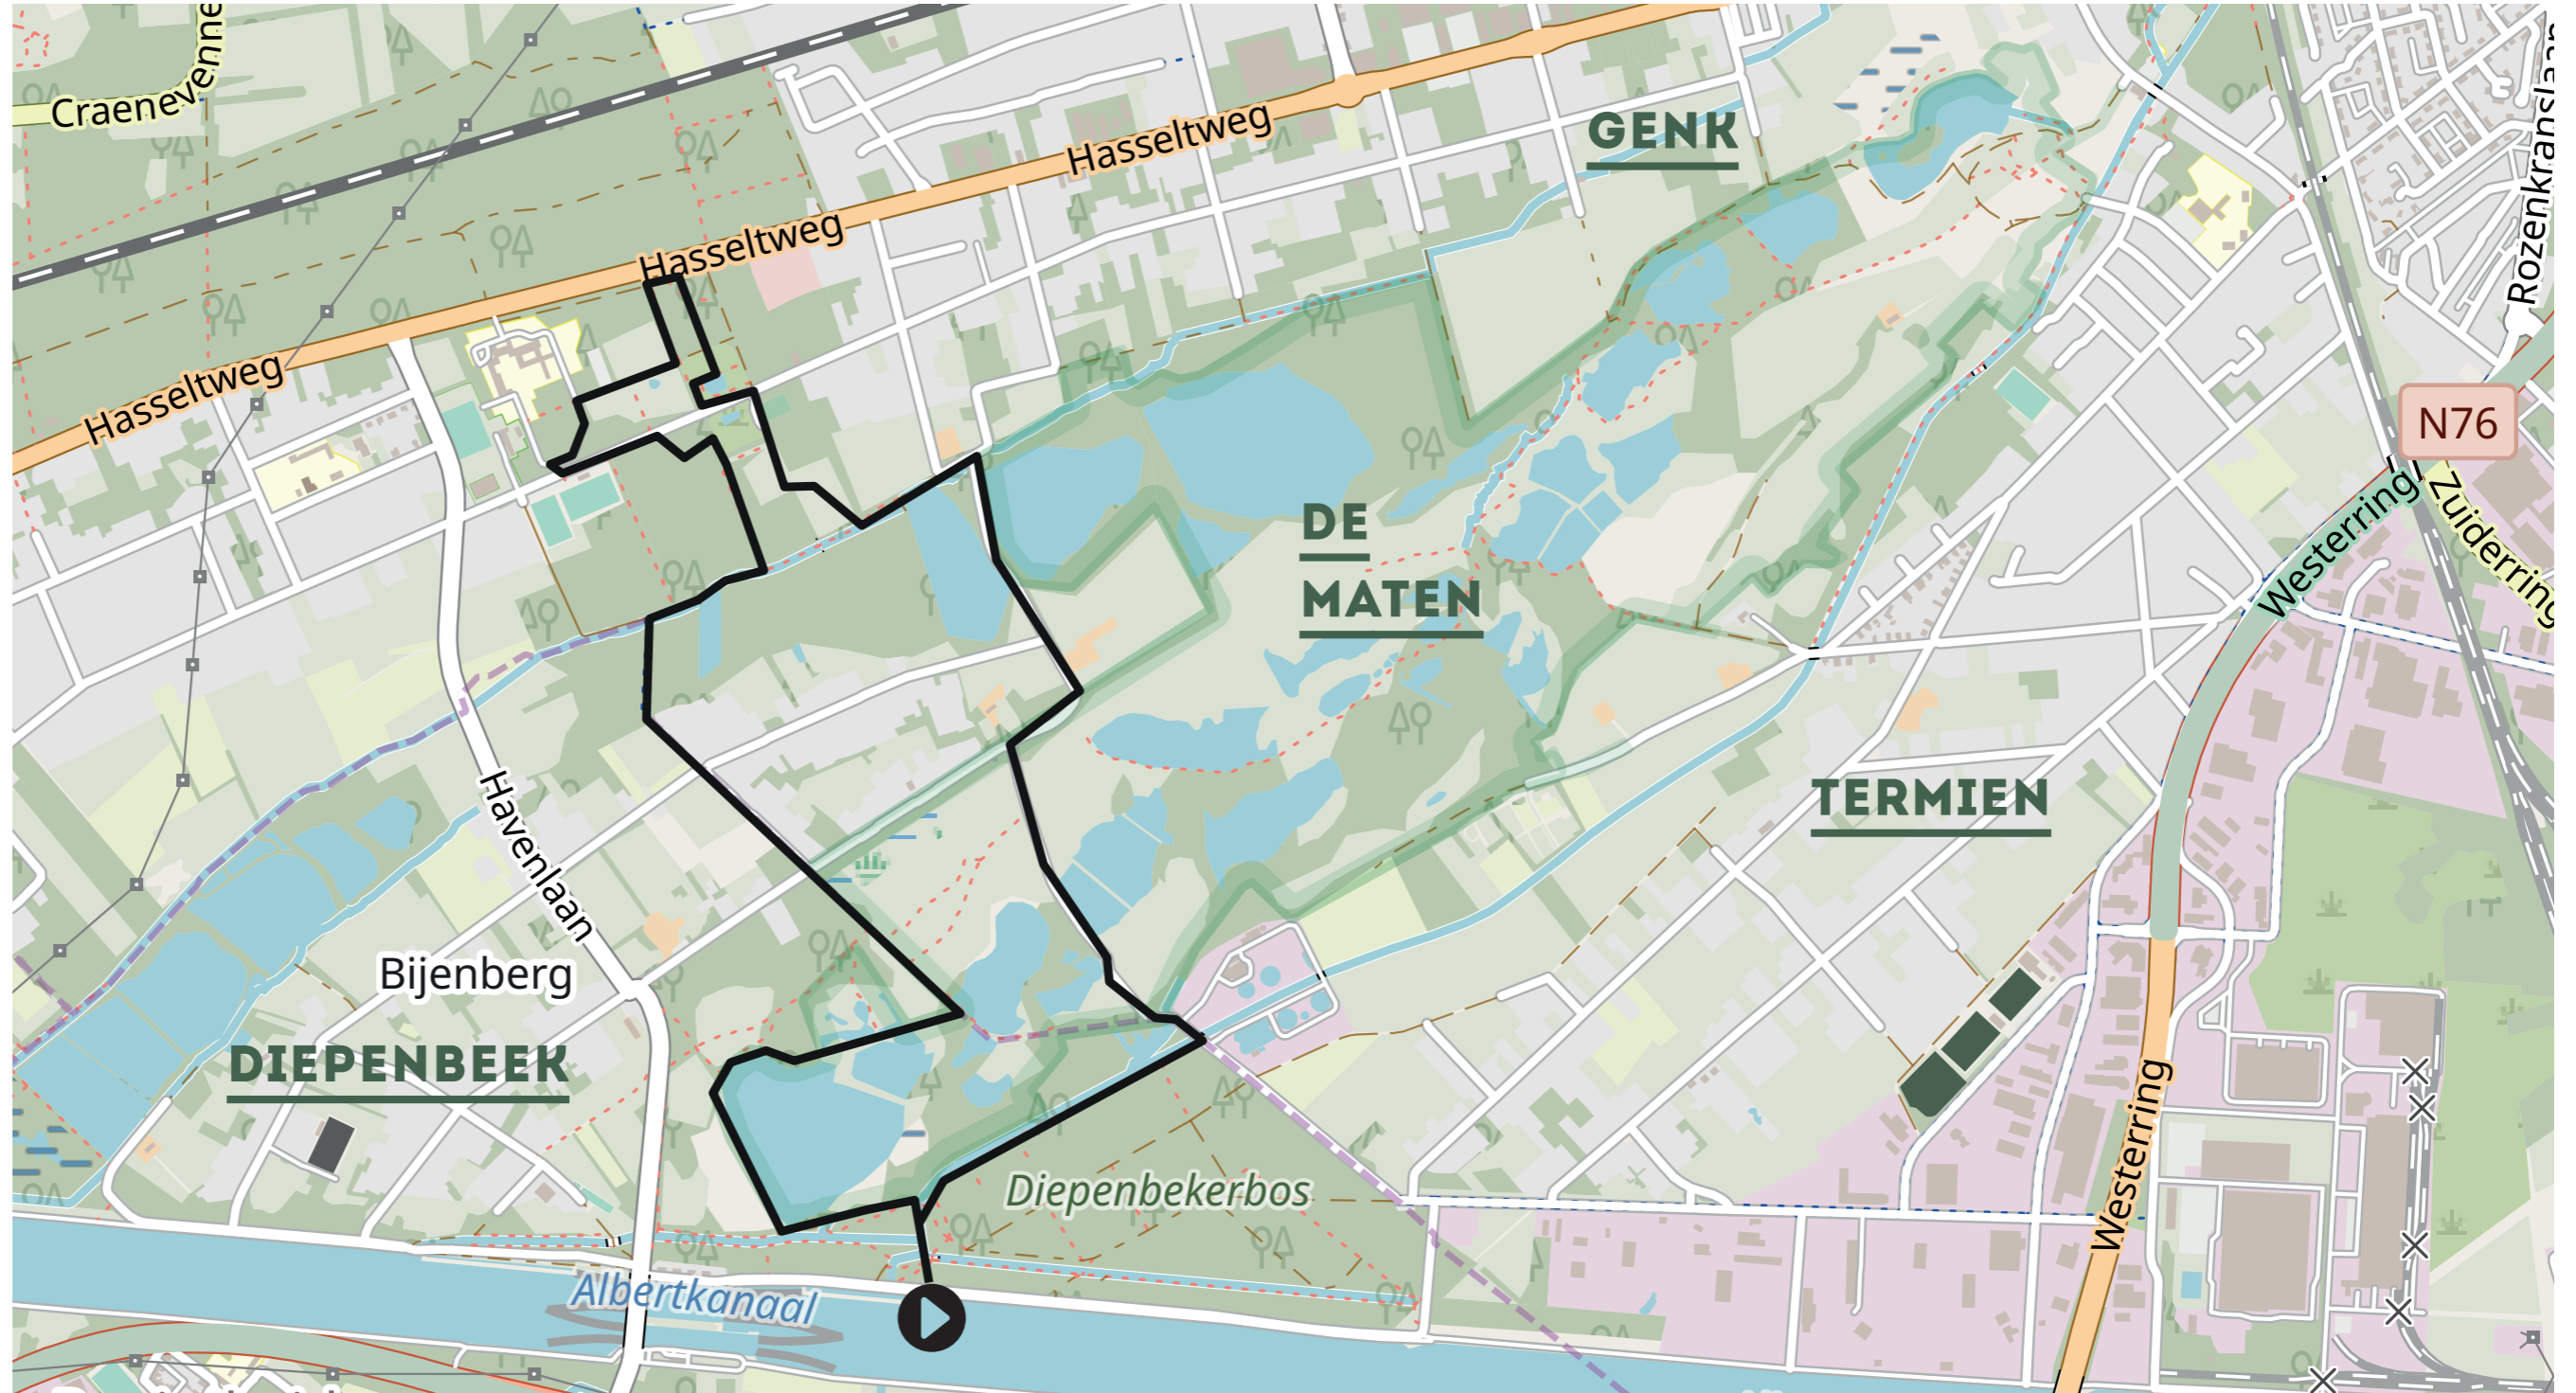 Craenevenne
Hasseltweg
GENK
Hasseltweg
Rozenkranslaan
Hasseltweg
N76
DE
MATEN
Westerring
Zuiderring
Havenlaan
TERMIEN
Bijenberg
DIEPENBEEK
Westerring
Diepenbekerbos
Albertkanaal